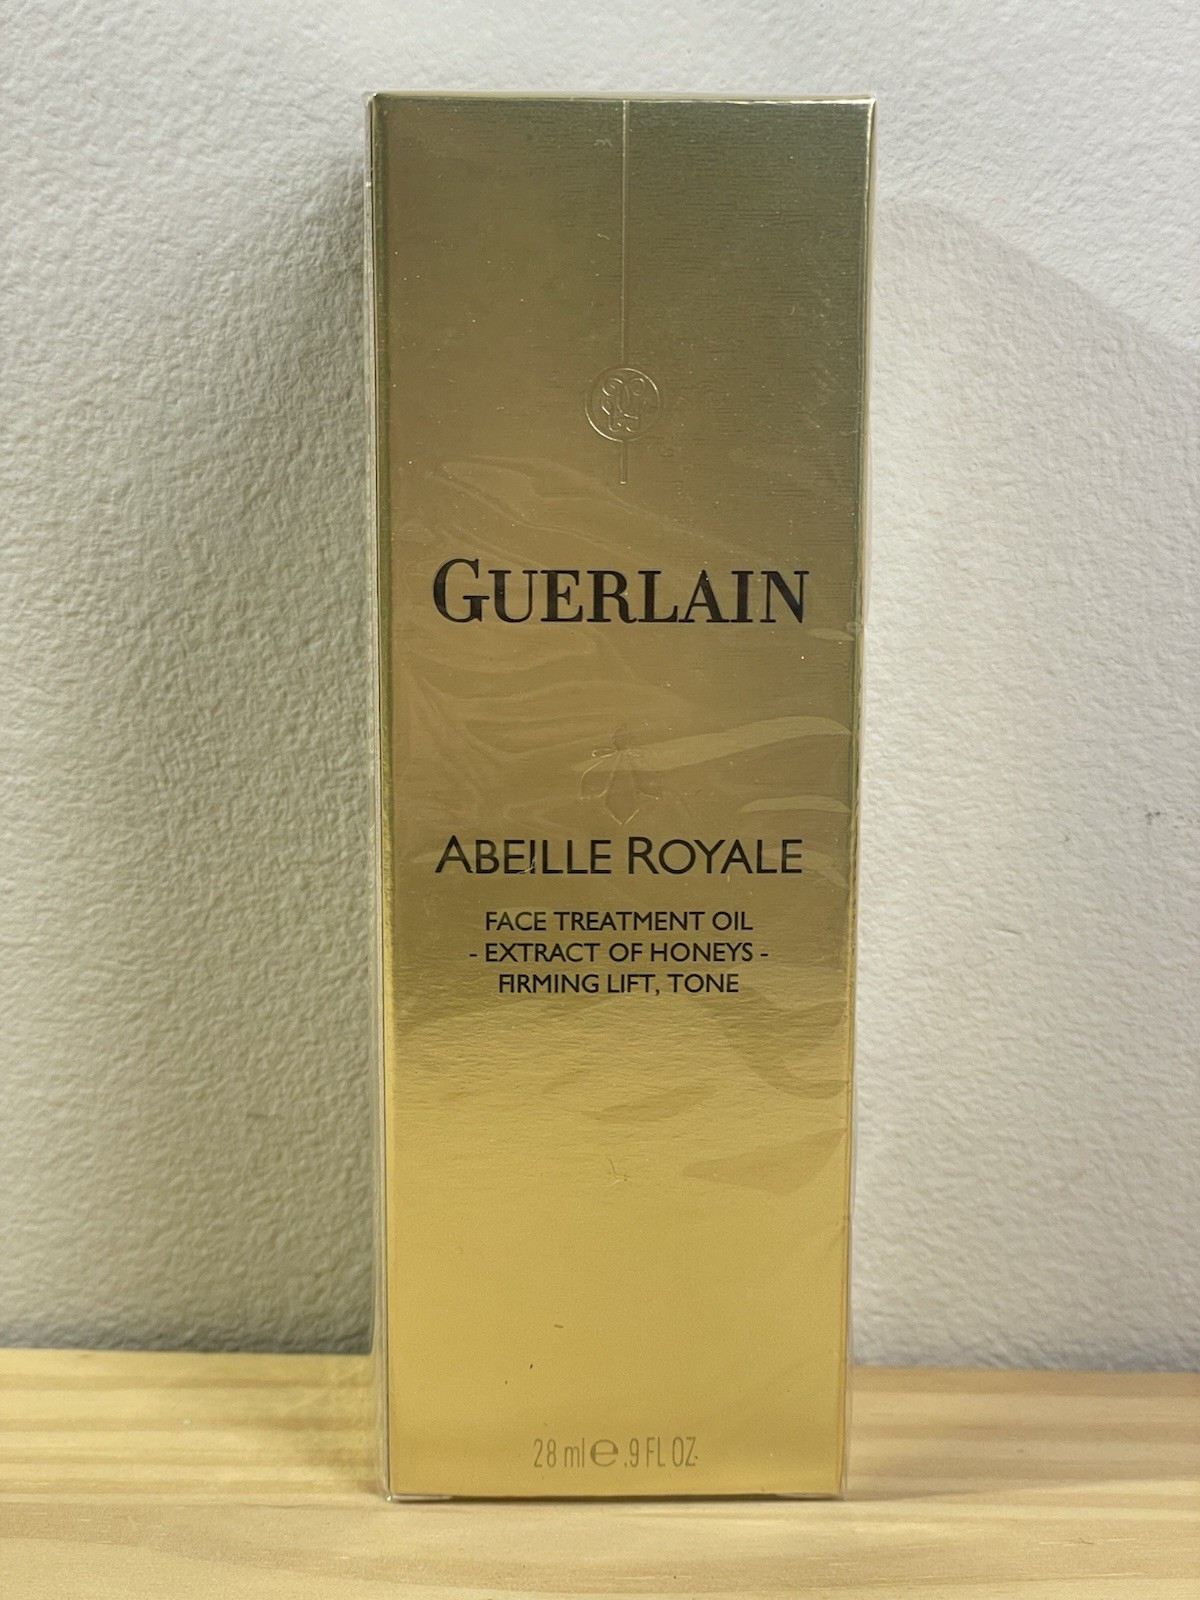 GUERLAIN
ABEILLE ROYALE
FACE TREATMENT OIL
- EXTRACT OF HONEYS -
FIRMING LIFT, TONE
28 ml e .9 FL OZ.